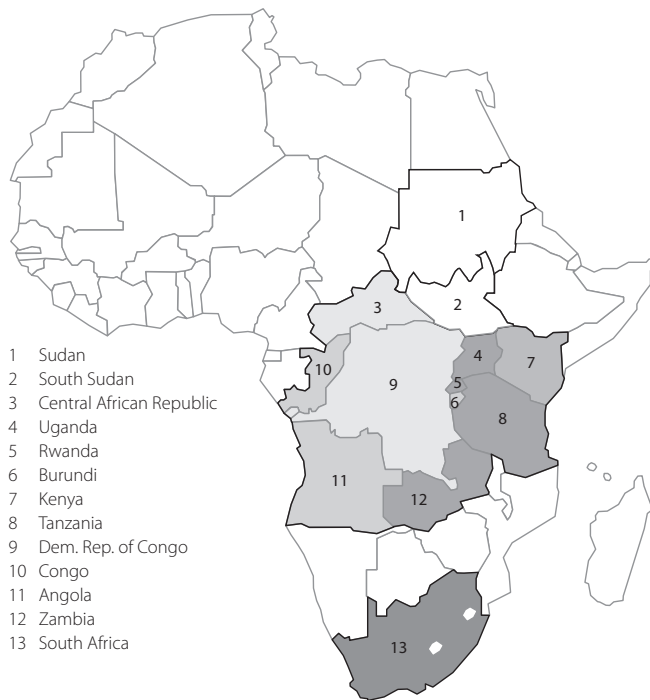 1
2
3
4
7
10
5
9
6
8
11
12
13
1 Sudan
2 South Sudan
3 Central African Republic
4 Uganda
5 Rwanda
6 Burundi
7 Kenya
8 Tanzania
9 Dem. Rep. of Congo
10 Congo
11 Angola
12 Zambia
13 South Africa